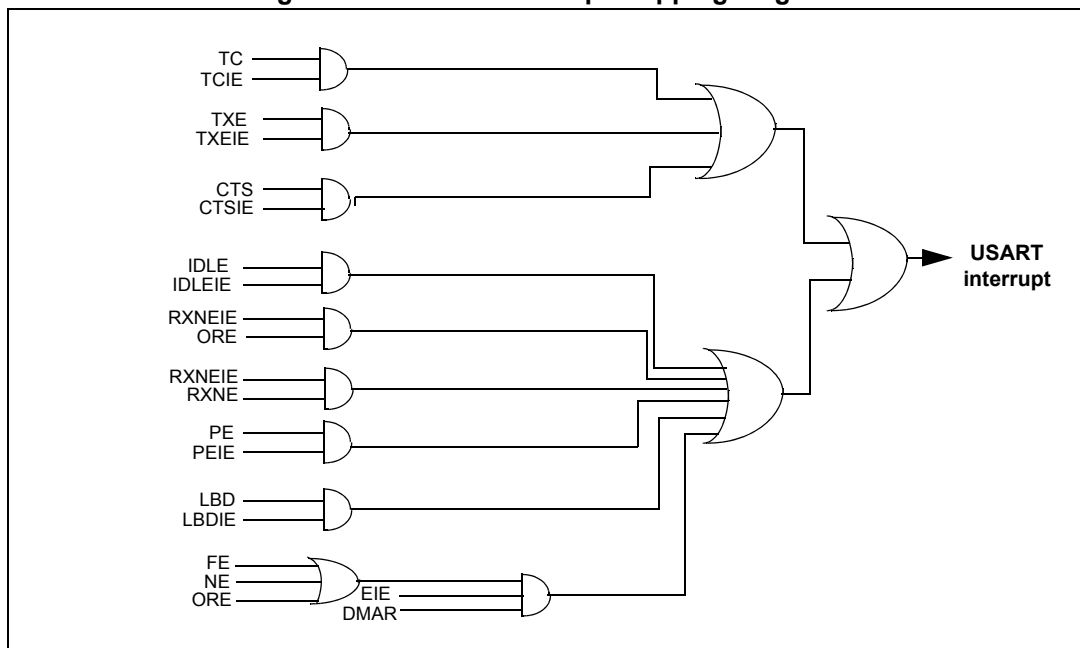 TC
TCIE
TXE
TXEIE
CTS
CTSIE
USART
interrupt
IDLE
IDLEIE
RXNEIE
ORE
RXNEIE
RXNE
PE
PEIE
LBD
LBDIE
FE
NE
ORE
EIE
DMAR